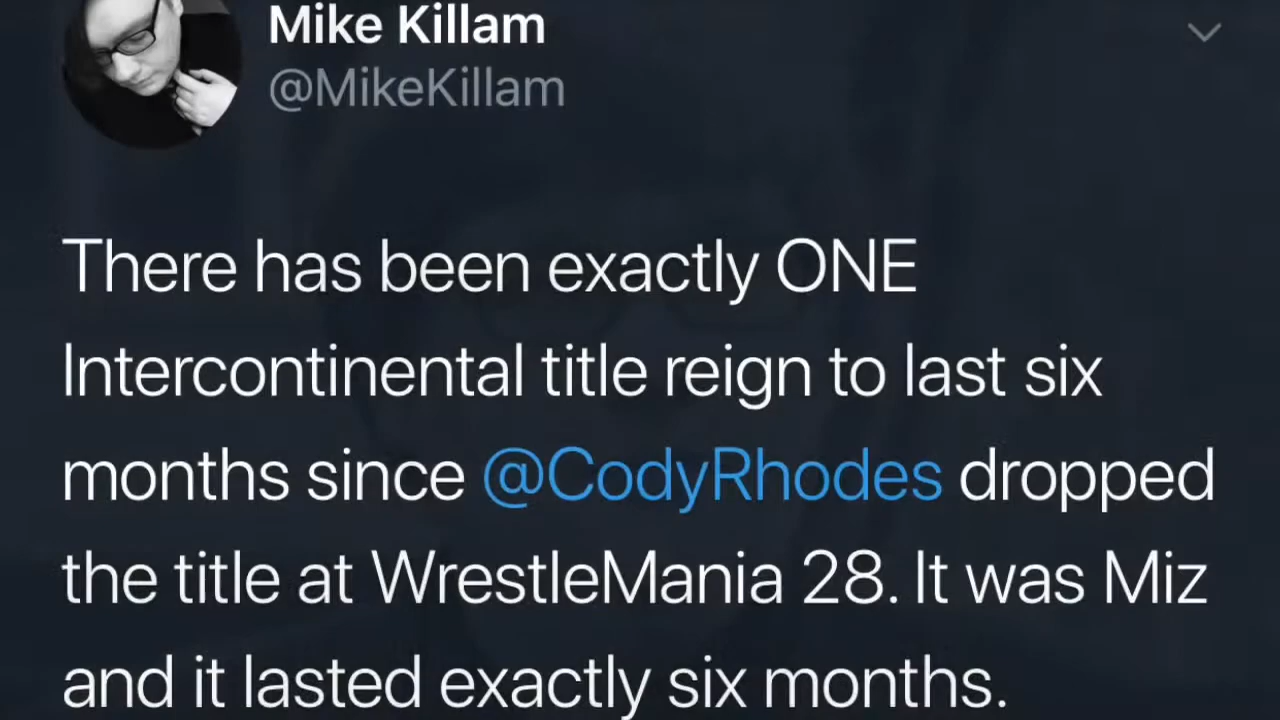 Mike Killam
@MikeKillam
There has been exactly ONE
Intercontinental title reign to last six
months since @CodyRhodes dropped
the title at WrestleMania 28. It was Miz
and it lasted exactly six months.